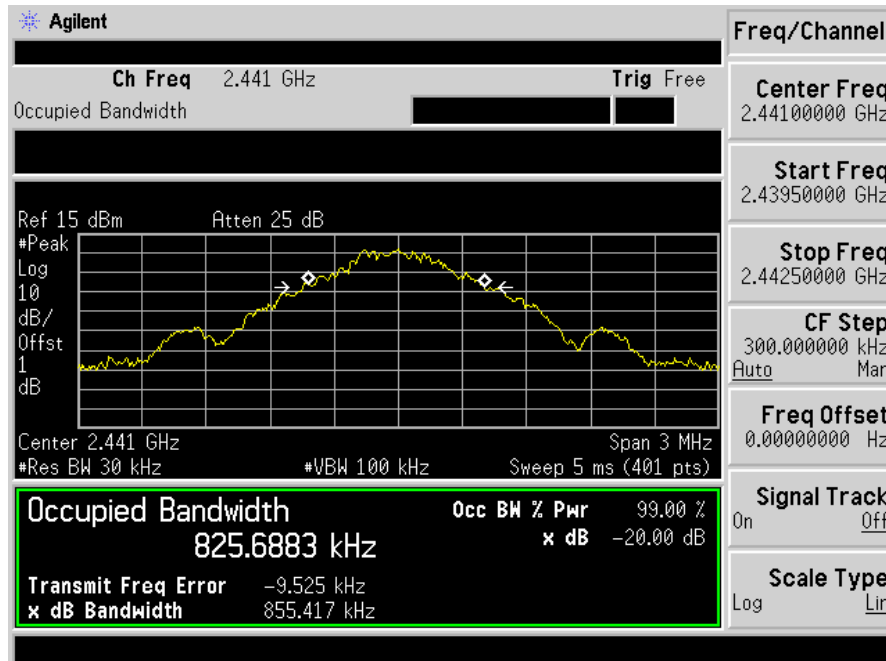 Agilent
Freq/Channel
Ch Freq 2.441 GHz Trig Free
Occupied Bandwidth
Center Freq
2.44100000 GHz
Start Freq
2.43950000 GHz
Stop Freq
2.44250000 GHz
CF Step
300.000000 kHz
Auto Man
Freq Offset
0.00000000 Hz
Signal Track
On Off
Scale Type
Log Lin
Ref 15 dBm Atten 25 dB
#Peak
Log
10
dB/
Offst
1
dB
Center 2.441 GHz Span 3 MHz
#Res BW 30 kHz #VBW 100 kHz Sweep 5 ms (401 pts)
Occupied Bandwidth Occ BW % Pwr 99.00 %
825.6883 kHz x dB -20.00 dB
Transmit Freq Error -9.525 kHz
x dB Bandwidth 855.417 kHz